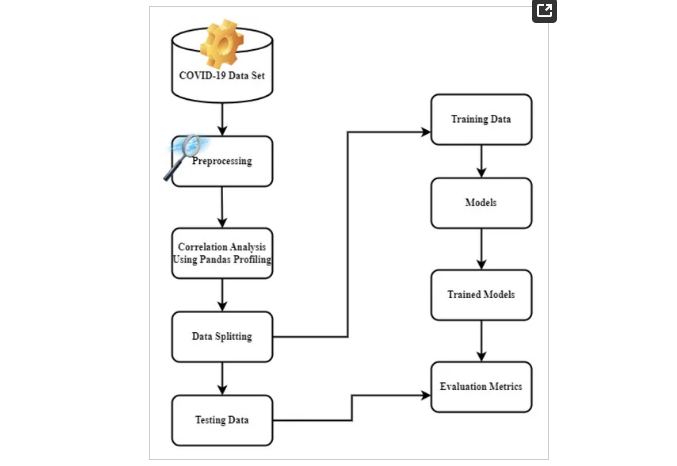 COVID-19 Data Set
Preprocessing
Correlation Analysis
Using Pandas Profiling
Data Splitting
Testing Data
Training Data
Models
Trained Models
Evaluation Metrics